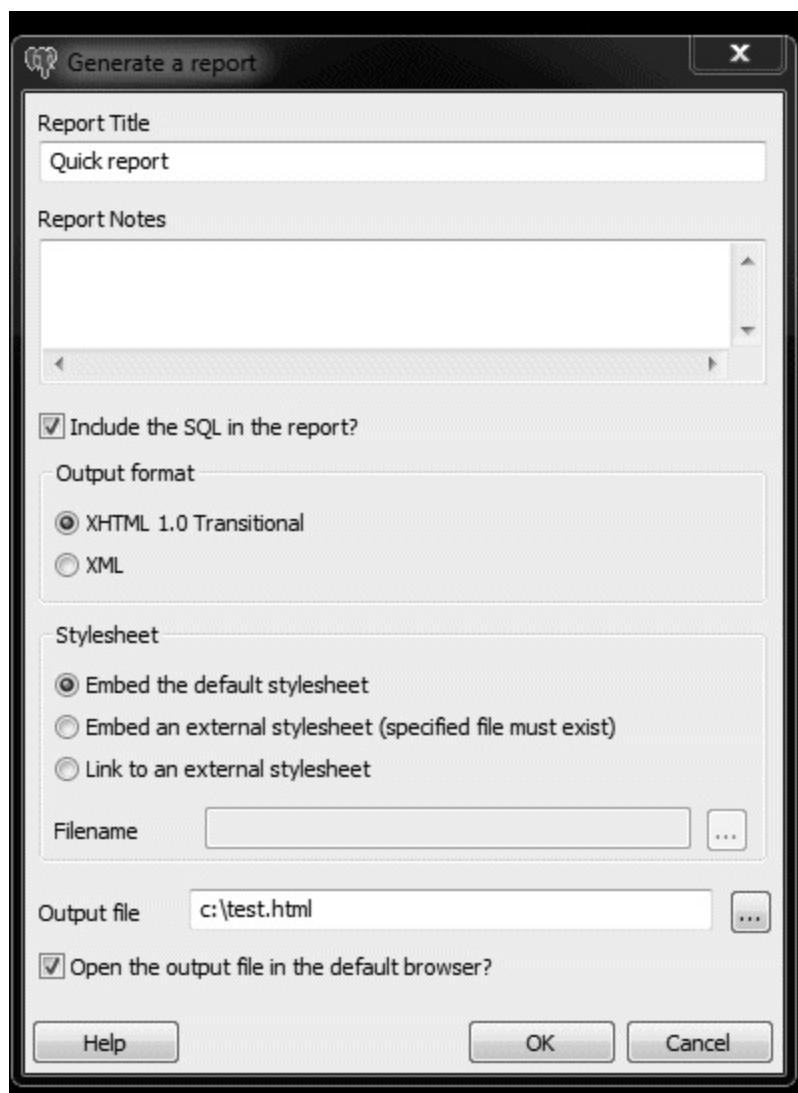 Generate a report
Report Title
Quick report
Report Notes
Include the SQL in the report?
Output format
XHTML 1.0 Transitional
XML
Stylesheet
Embed the default stylesheet
Embed an external stylesheet (specified file must exist)
Link to an external stylesheet
Filename ...
Output file c:\test.html ...
Open the output file in the default browser?
Help OK Cancel